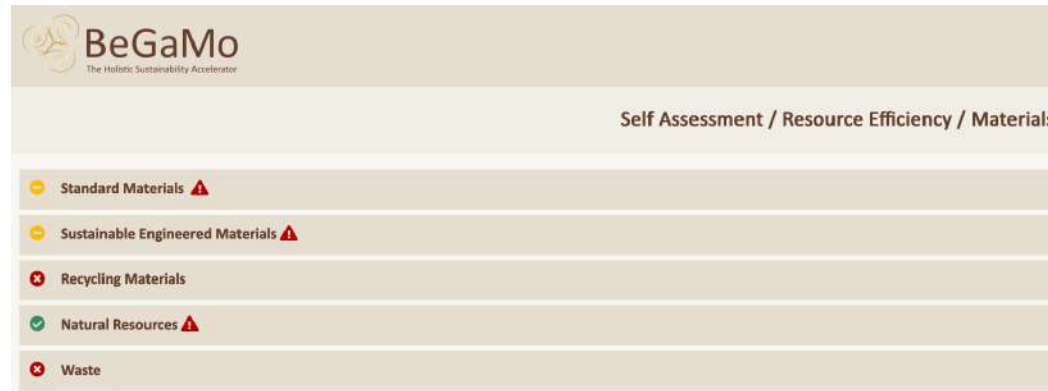 BeGaMo
The Holistic Sustainability Accelerator
Self Assessment / Resource Efficiency / Materials
Standard Materials
Sustainable Engineered Materials
Recycling Materials
Natural Resources
Waste